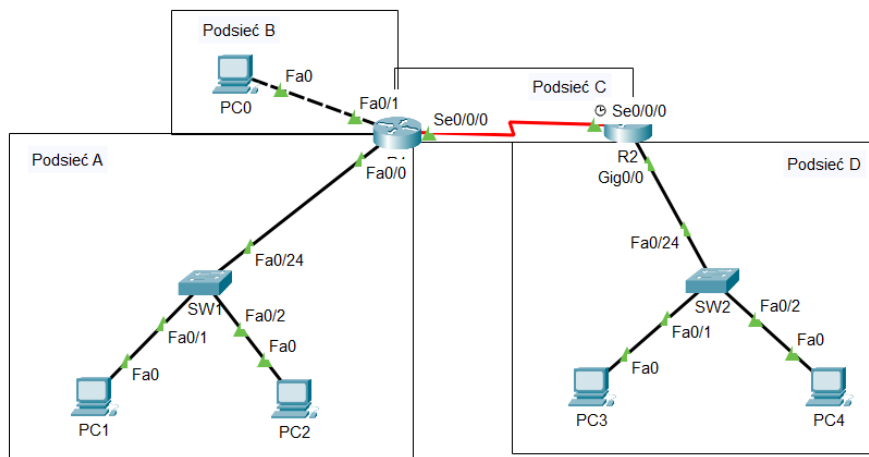 Podsieć B
Fa0
PC0
Fa0/1
Podsieć C
Se0/0/0
Se0/0/0
Podsieć A
Fa0/0
R2
Gig0/0
Podsieć D
Fa0/24
Fa0/24
SW1
SW2
Fa0/1
Fa0/2
Fa0
Fa0
PC1
PC2
Fa0/1
Fa0/2
Fa0
Fa0
PC3
PC4